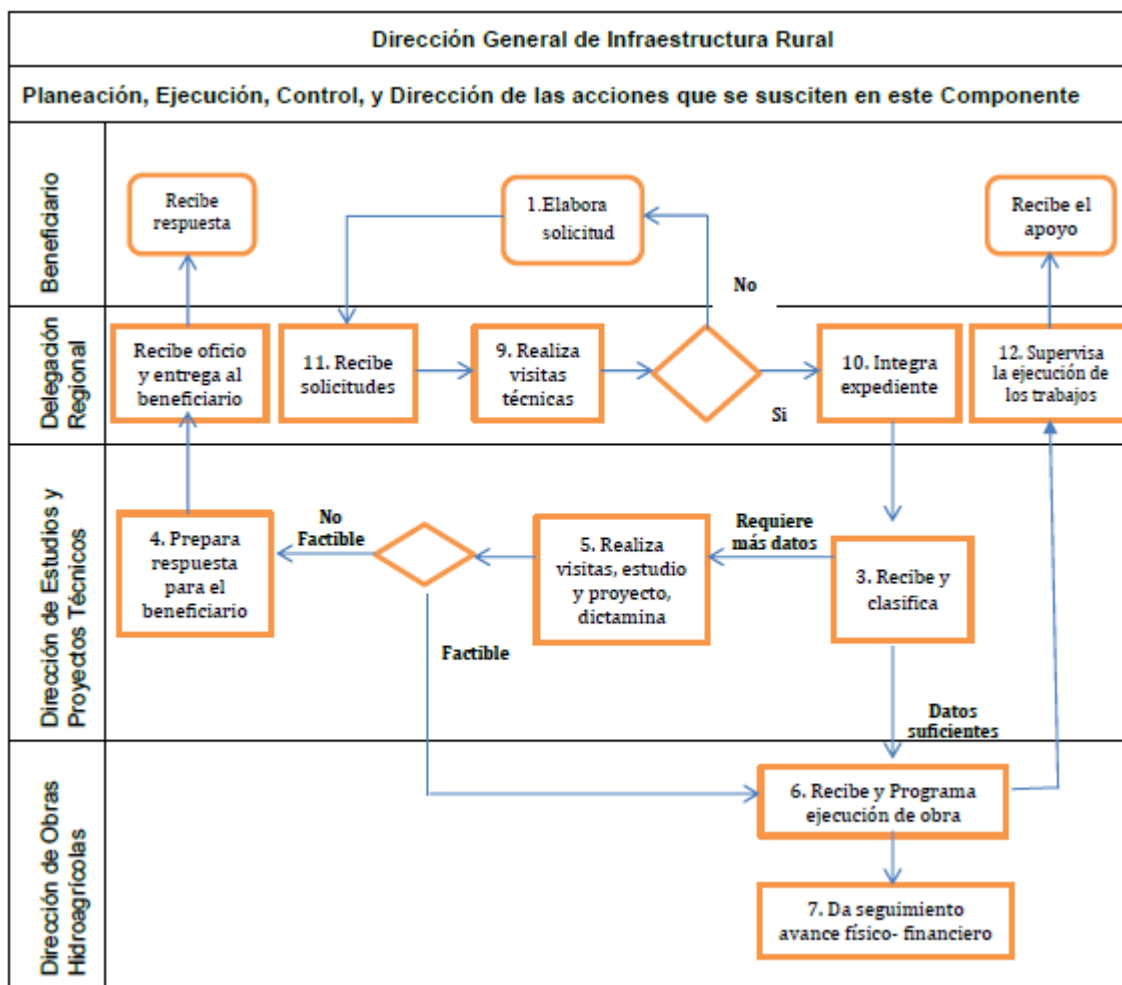 Dirección General de Infraestructura Rural
Planeación, Ejecución, Control, y Dirección de las acciones que se susciten en este Componente
Beneficiario
Recibe
respuesta
1.Elabora
solicitud
Recibe el
apoyo
No
Delegación
Regional
Recibe oficio
y entrega al
beneficiario
11. Recibe
solicitudes
9. Realiza
visitas
técnicas
Si
10. Integra
expediente
12. Supervisa
la ejecución de
los trabajos
Dirección de Estudios y
Proyectos Técnicos
4. Prepara
respuesta
para el
beneficiario
No
Factible
Factible
5. Realiza
visitas, estudio
y proyecto,
dictamina
Requiere
más datos
3. Recibe y
clasifica
Datos
suficientes
Dirección de Obras
Hidroagrícolas
6. Recibe y Programa
ejecución de obra
7. Da seguimiento
avance físico- financiero